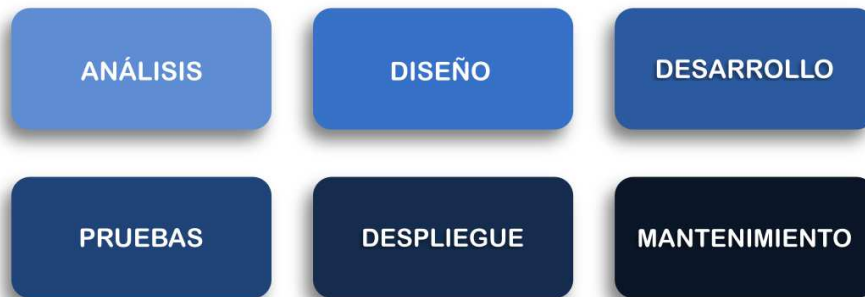 ANÁLISIS
DISEÑO
DESARROLLO
PRUEBAS
DESPLIEGUE
MANTENIMIENTO